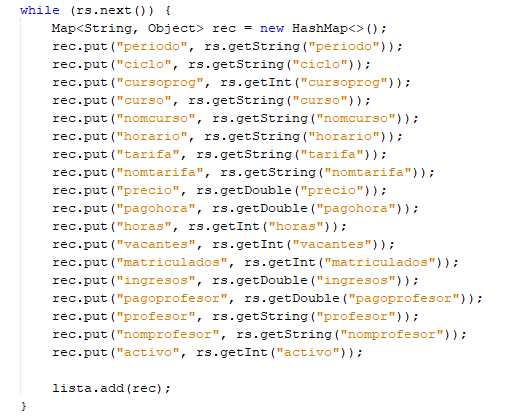 while (rs.next()) {
    Map<String, Object> rec = new HashMap<>();
    rec.put("periodo", rs.getString("periodo"));
    rec.put("ciclo", rs.getString("ciclo"));
    rec.put("cursoprog", rs.getInt("cursoprog"));
    rec.put("curso", rs.getString("curso"));
    rec.put("nomcurso", rs.getString("nomcurso"));
    rec.put("horario", rs.getString("horario"));
    rec.put("tarifa", rs.getString("tarifa"));
    rec.put("nomtarifa", rs.getString("nomtarifa"));
    rec.put("precio", rs.getDouble("precio"));
    rec.put("pagohora", rs.getDouble("pagohora"));
    rec.put("horas", rs.getInt("horas"));
    rec.put("vacantes", rs.getInt("vacantes"));
    rec.put("matriculados", rs.getInt("matriculados"));
    rec.put("ingresos", rs.getDouble("ingresos"));
    rec.put("pagoprofesor", rs.getDouble("pagoprofesor"));
    rec.put("profesor", rs.getString("profesor"));
    rec.put("nomprofesor", rs.getString("nomprofesor"));
    rec.put("activo", rs.getInt("activo"));

    lista.add(rec);
}